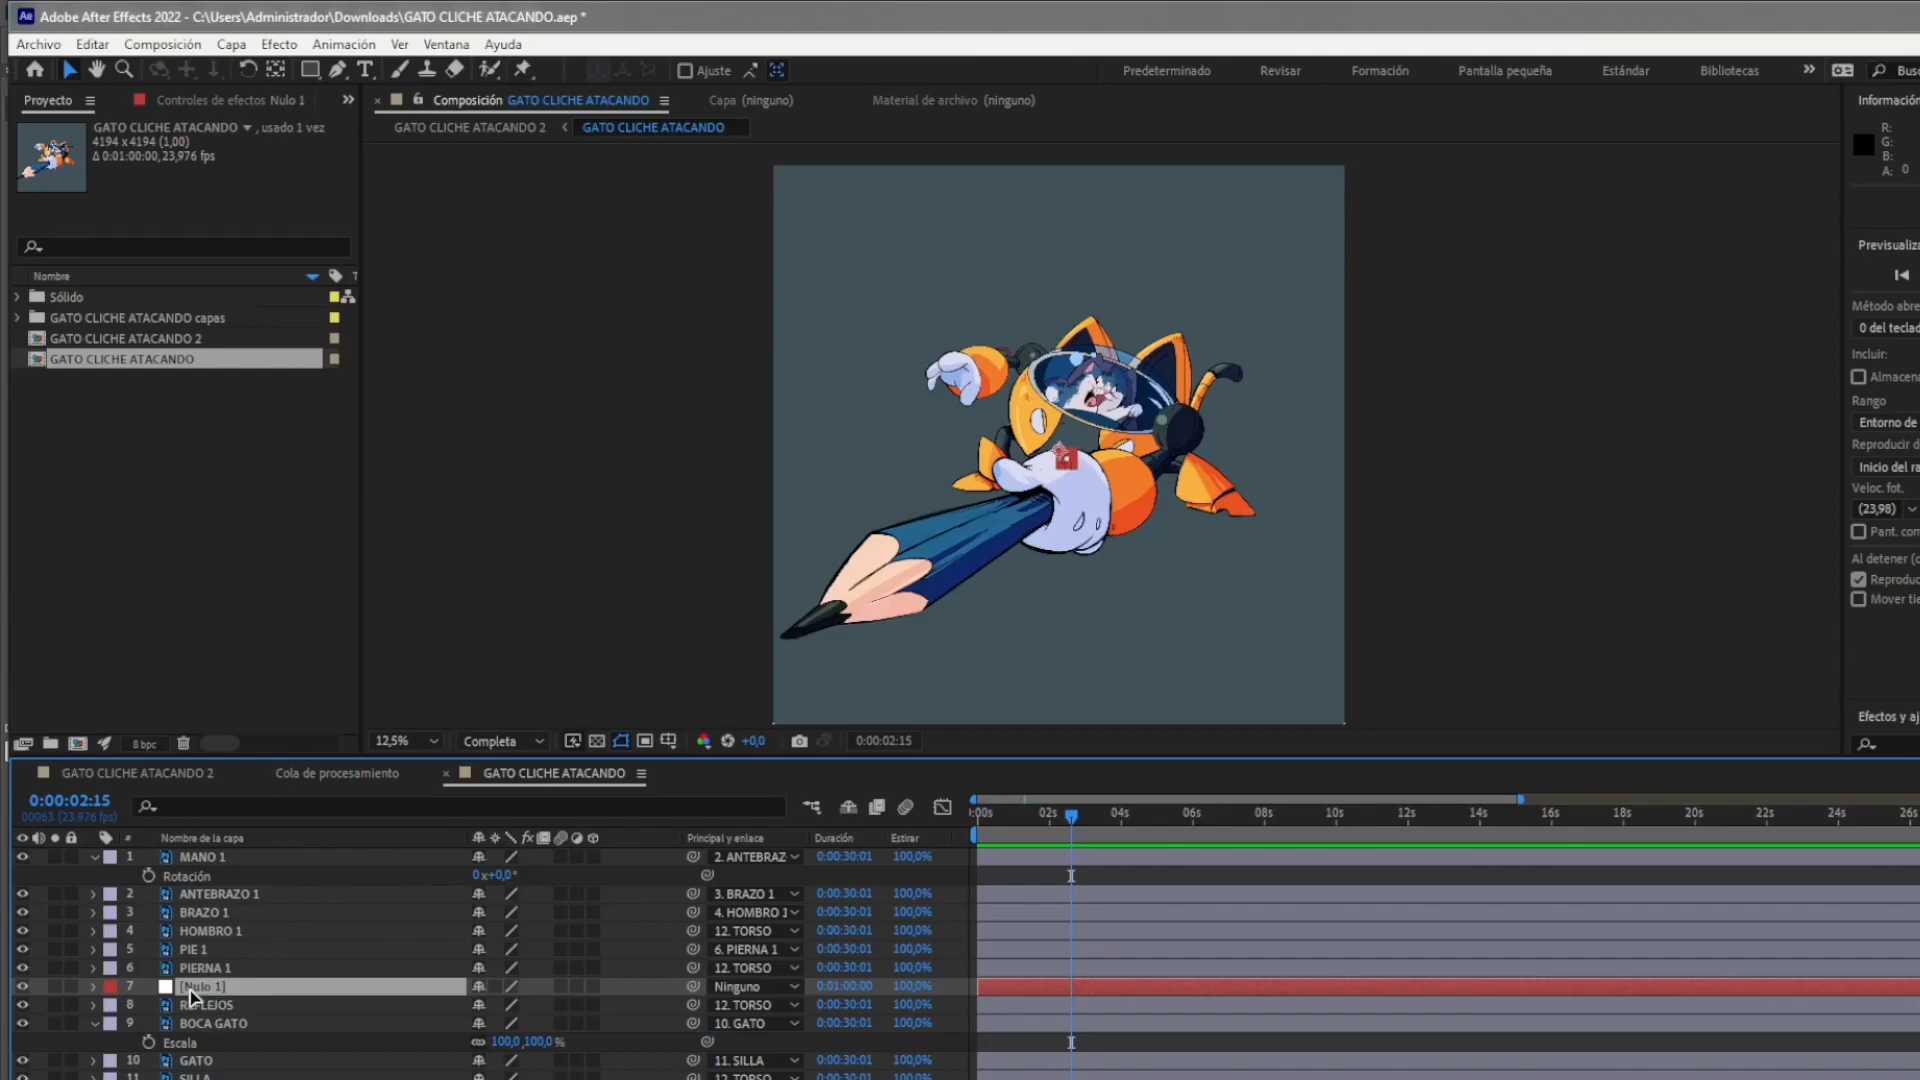 Ae Adobe After Effects 2022 - C:\Users\Administrador\Downloads\GATO CLICHE ATACANDO.aep *
Archivo Editar Composición Capa Efecto Animación Ver Ventana Ayuda
Ajuste Predeterminado Revisar Formación Pantalla pequeña Estándar Bibliotecas
Proyecto Controles de efectos Nulo 1
Composición GATO CLICHE ATACANDO Capa (ninguno) Material de archivo (ninguno)
GATO CLICHE ATACANDO 2 GATO CLICHE ATACANDO
GATO CLICHE ATACANDO , usado 1 vez
4194 x 4194 (1,00)
Δ 0:01:00:00, 23,976 fps
Nombre
Sólido
GATO CLICHE ATACANDO capas
GATO CLICHE ATACANDO 2
GATO CLICHE ATACANDO
8 bpc
12,5% Completa +0,0 0:00:02:15
Información
R:
G:
B:
A: 0
0 del teclad
Incluir:
Rango
Entorno de
Reproducir d
Inicio del ra
Veloc. fot.
(23,98)
Pant. com
Al detener (c
Mover tie
GATO CLICHE ATACANDO 2 Cola de procesamiento GATO CLICHE ATACANDO
0:00:02:15
00063 (23.976 fps)
:00s 02s 04s 06s 08s 10s 12s 14s 16s 18s 20s 22s 24s 26s
# Nombre de la capa fx Principal y enlace Duración Estirar
1 MANO 1 2. ANTEBRAZ 0:00:30:01 100,0%
Rotación 0x+0,0°
2 ANTEBRAZO 1 3. BRAZO 1 0:00:30:01 100,0%
3 BRAZO 1 4. HOMBRO 1 0:00:30:01 100,0%
4 HOMBRO 1 12. TORSO 0:00:30:01 100,0%
5 PIE 1 6. PIERNA 1 0:00:30:01 100,0%
6 PIERNA 1 12. TORSO 0:00:30:01 100,0%
7 [Nulo 1] Ninguno 0:01:00:00 100,0%
8 REFLEJOS 12. TORSO 0:00:30:01 100,0%
9 BOCA GATO 10. GATO 0:00:30:01 100,0%
Escala 100,0,100,0%
10 GATO 11. SILLA 0:00:30:01 100,0%
11 SILLA 12. TORSO 0:00:30:01 100,0%